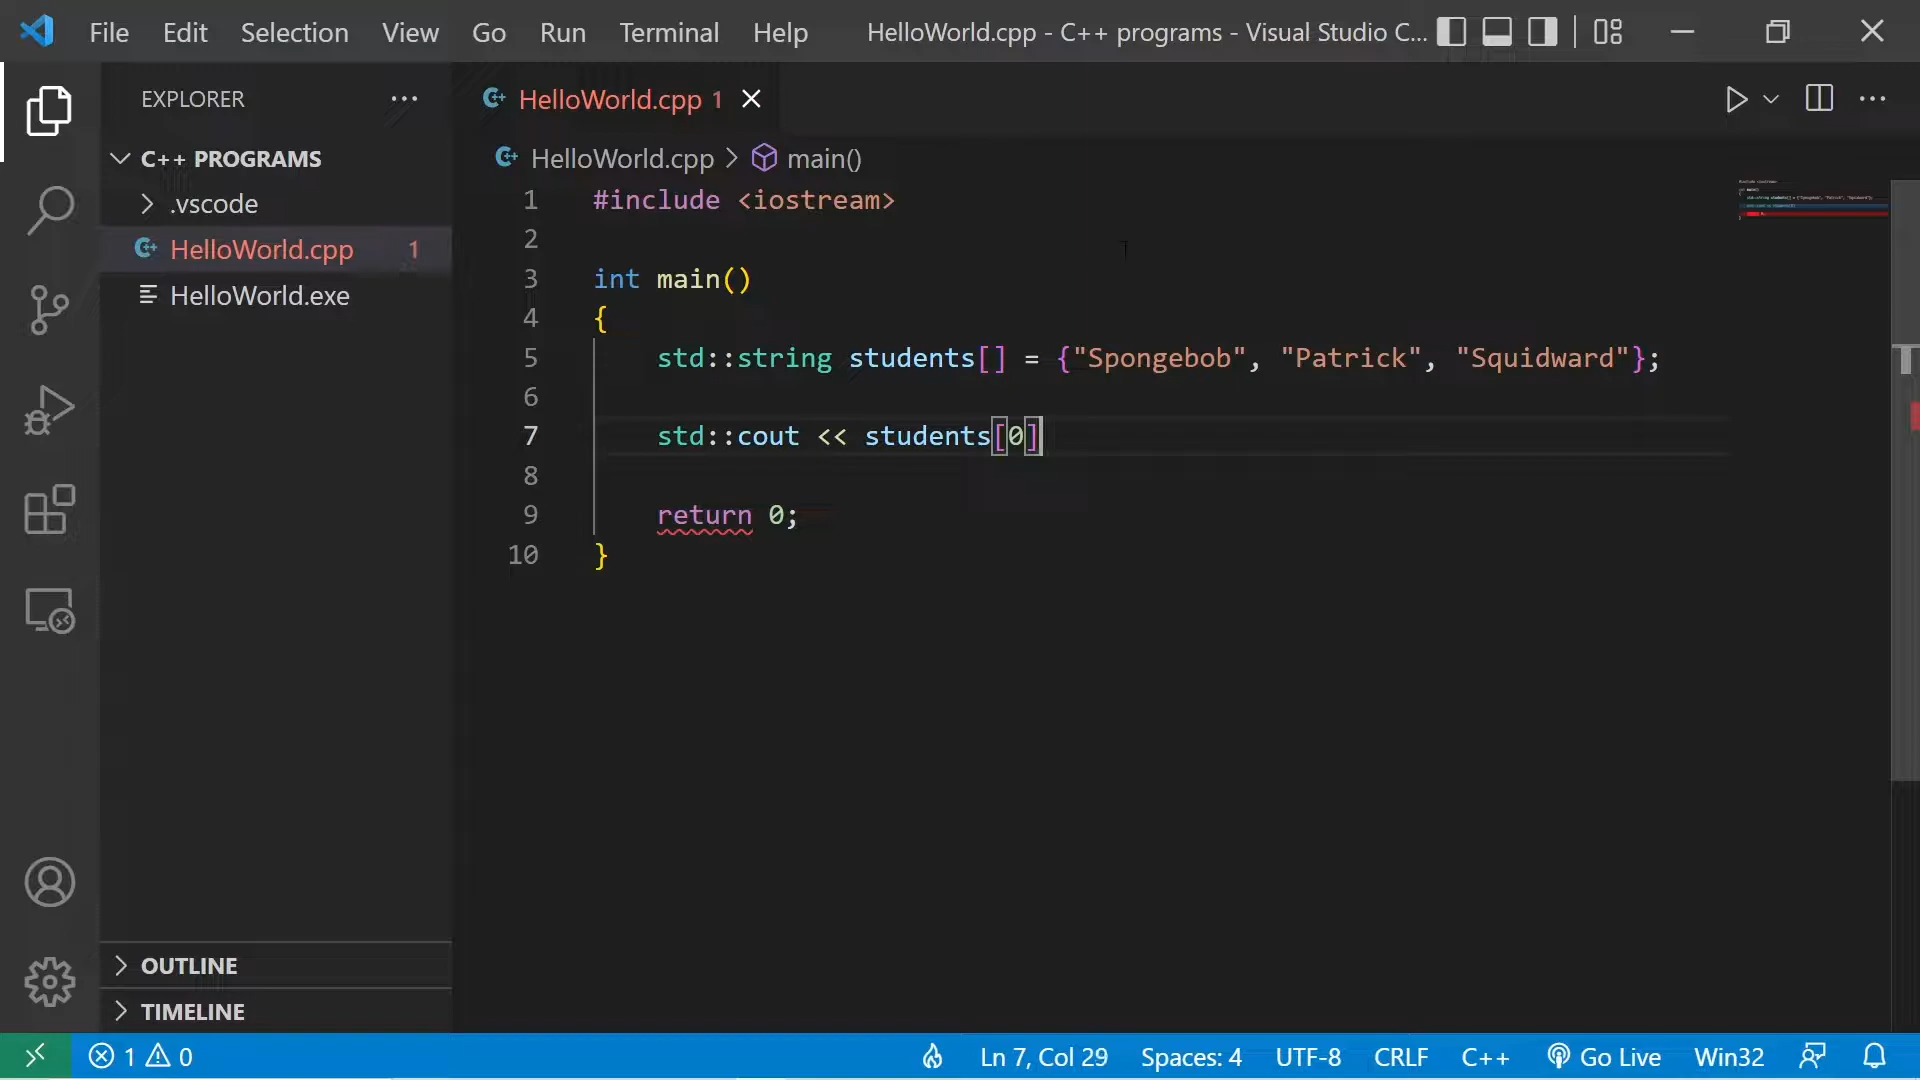 File Edit Selection View Go Run Terminal Help HelloWorld.cpp - C++ programs - Visual Studio C...
EXPLORER
C++ PROGRAMS
.vscode
HelloWorld.cpp 1
HelloWorld.exe
OUTLINE
TIMELINE
HelloWorld.cpp 1
HelloWorld.cpp > main()
1 #include <iostream>
2
3 int main()
4 {
5 std::string students[] = {"Spongebob", "Patrick", "Squidward"};
6
7 std::cout << students[0]
8
9 return 0;
10 }
1 0 Ln 7, Col 29 Spaces: 4 UTF-8 CRLF C++ Go Live Win32